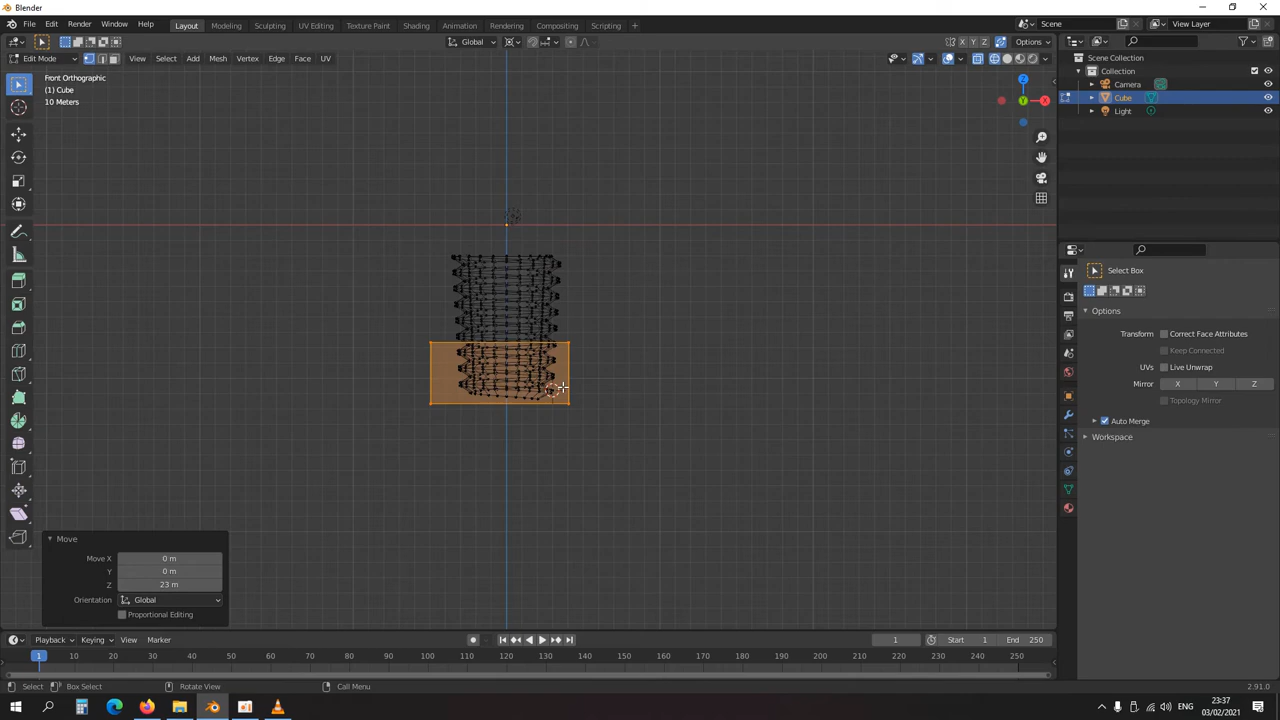 Blender
File Edit Render Window Help Layout Modeling Sculpting UV Editing Texture Paint Shading Animation Rendering Compositing Scripting + Scene View Layer
Global X Y Z Options
Edit Mode View Select Add Mesh Vertex Edge Face UV
Front Orthographic
(1) Cube
10 Meters
Z
Y
X
Scene Collection
Collection
Camera
Cube
Light
Select Box
Options
Transform Correct Face Attributes
Keep Connected
UVs Live Unwrap
Mirror X Y Z
Topology Mirror
Auto Merge
Workspace
Move
Move X 0 m
Y 0 m
Z 23 m
Orientation Global
Proportional Editing
Playback Keying View Marker 1 Start 1 End 250
1 10 20 30 40 50 60 70 80 90 100 110 120 130 140 150 160 170 180 190 200 210 220 230 240 250
Select Box Select Rotate View Call Menu 2.91.0
ENG 23:37
03/02/2021